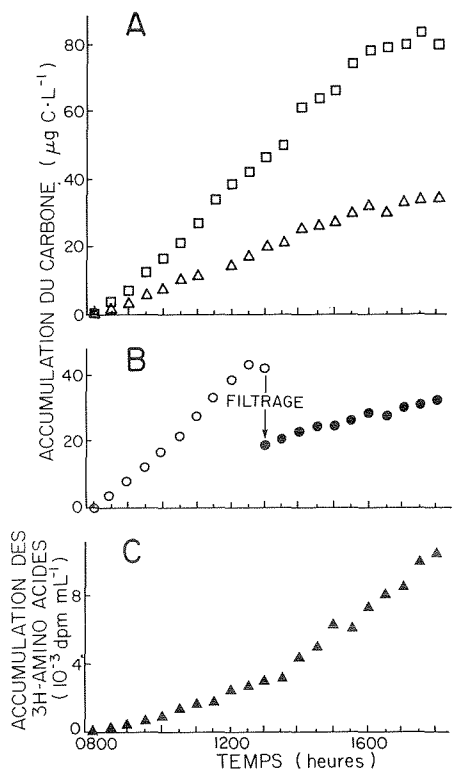 A
80
60
40
20
0
ACCUMULATION DU CARBONE (μg C·L⁻¹)
B
40
20
0
FILTRAGE
C
8
4
0
ACCUMULATION DES
3H-AMINO ACIDES
(10⁻³ dpm mL⁻¹)
0800 1200 1600
TEMPS (heures)